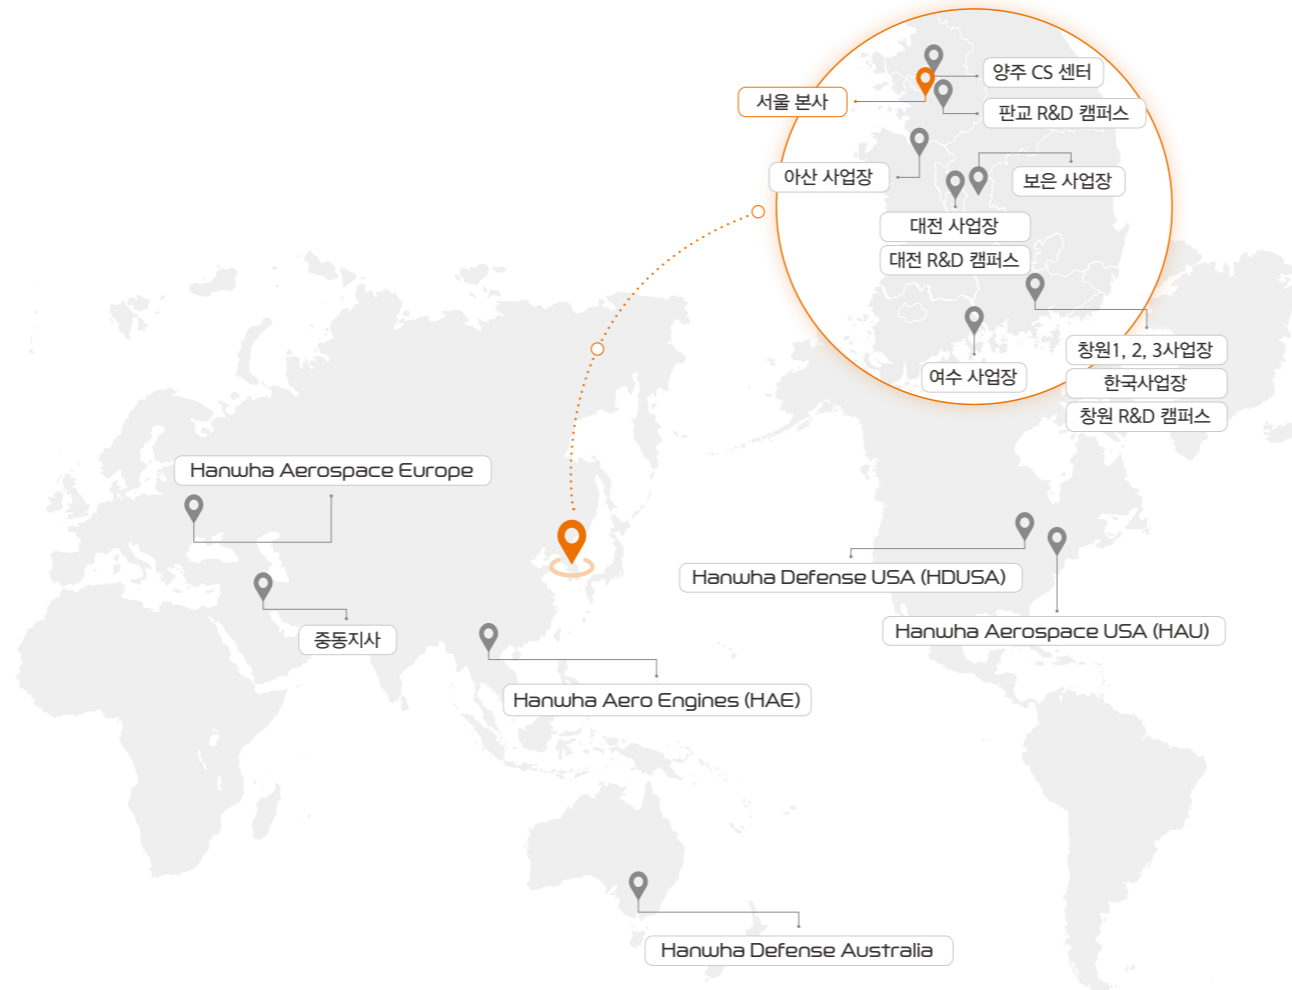 양주 CS 센터
서울 본사
판교 R&D 캠퍼스
아산 사업장
보은 사업장
대전 사업장
대전 R&D 캠퍼스
창원1, 2, 3사업장
여수 사업장
한국사업장
창원 R&D 캠퍼스
Hanwha Aerospace Europe
Hanwha Defense USA (HDUSA)
Hanwha Aerospace USA (HAU)
중동지사
Hanwha Aero Engines (HAE)
Hanwha Defense Australia